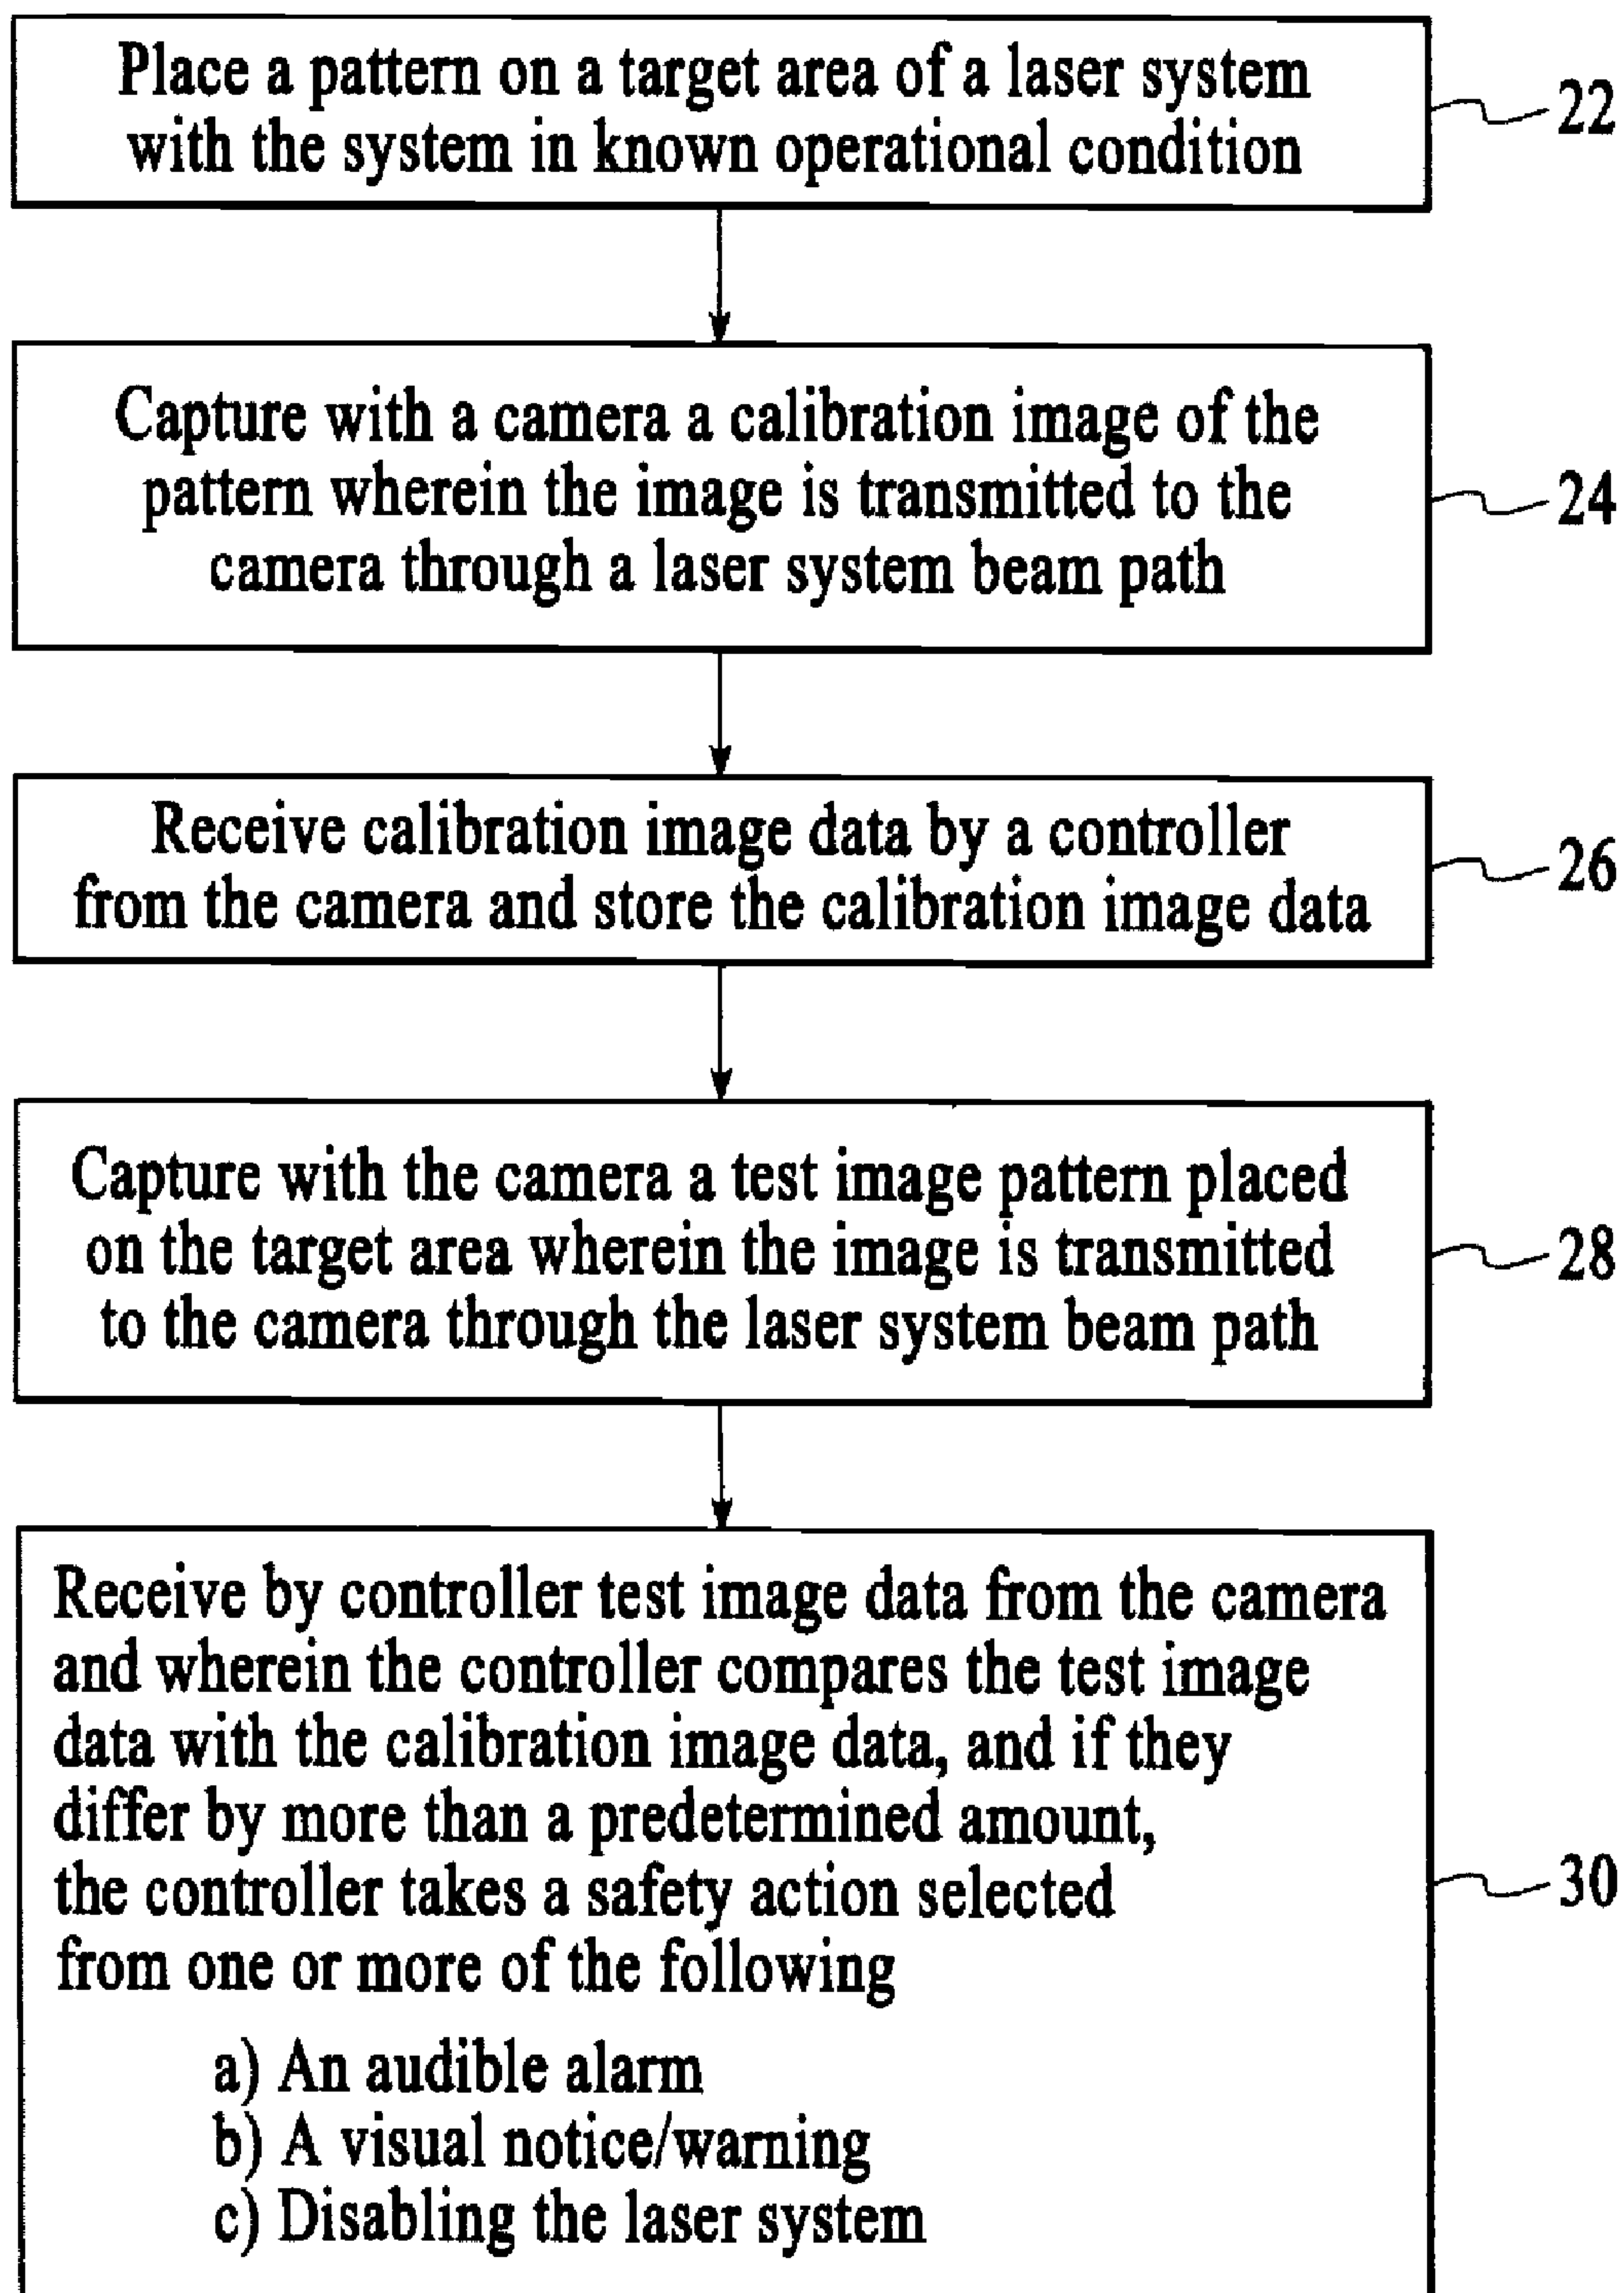 Place a pattern on a target area of a laser system
with the system in known operational condition
22
Capture with a camera a calibration image of the
pattern wherein the image is transmitted to the
camera through a laser system beam path
24
Receive calibration image data by a controller
from the camera and store the calibration image data
26
Capture with the camera a test image pattern placed
on the target area wherein the image is transmitted
to the camera through the laser system beam path
28
Receive by controller test image data from the camera
and wherein the controller compares the test image
data with the calibration image data, and if they
differ by more than a predetermined amount,
the controller takes a safety action selected
from one or more of the following
a) An audible alarm
b) A visual notice/warning
c) Disabling the laser system
30